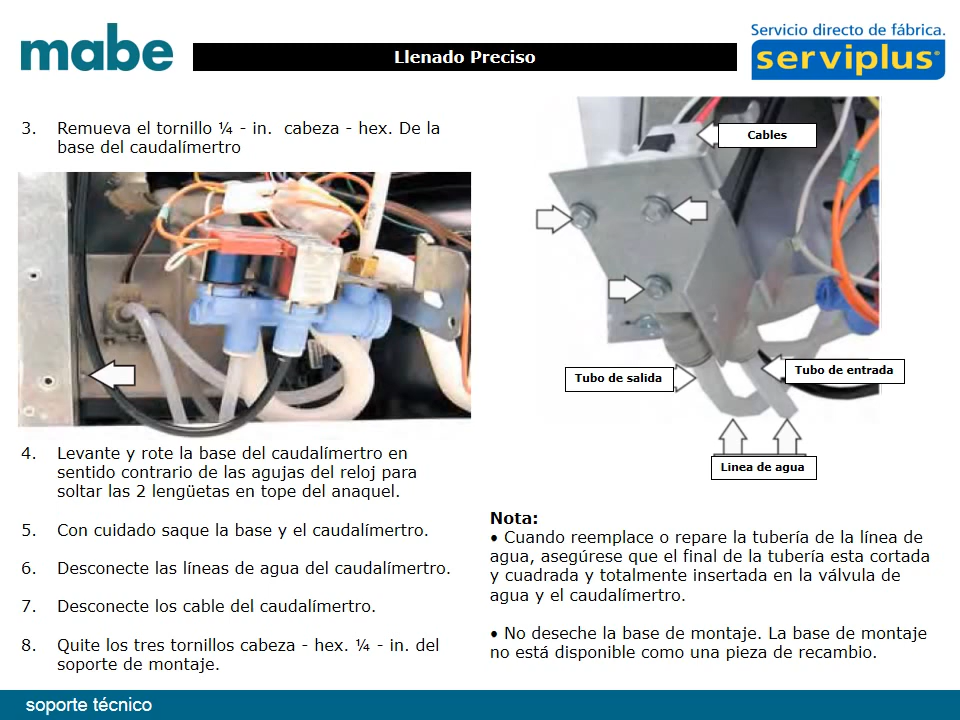 mabe
Llenado Preciso
Servicio directo de fábrica.
serviplus
3. Remueva el tornillo ¼ - in. cabeza - hex. De la
base del caudalímertro
4. Levante y rote la base del caudalímertro en
sentido contrario de las agujas del reloj para
soltar las 2 lengüetas en tope del anaquel.
5. Con cuidado saque la base y el caudalímertro.
6. Desconecte las líneas de agua del caudalímertro.
7. Desconecte los cable del caudalímertro.
8. Quite los tres tornillos cabeza - hex. ¼ - in. del
soporte de montaje.
Cables
Tubo de salida
Tubo de entrada
Linea de agua
Nota:
• Cuando reemplace o repare la tubería de la línea de
agua, asegúrese que el final de la tubería esta cortada
y cuadrada y totalmente insertada en la válvula de
agua y el caudalímertro.
• No deseche la base de montaje. La base de montaje
no está disponible como una pieza de recambio.
soporte técnico